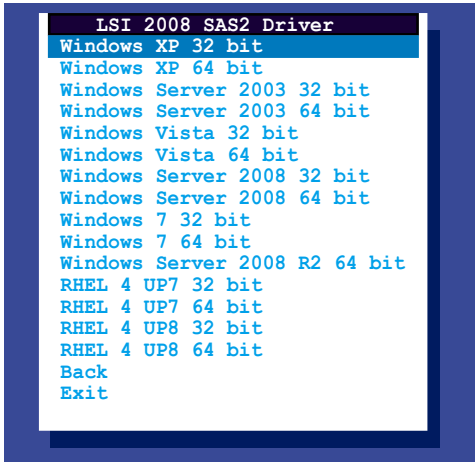 LSI 2008 SAS2 Driver
Windows XP 32 bit
Windows XP 64 bit
Windows Server 2003 32 bit
Windows Server 2003 64 bit
Windows Vista 32 bit
Windows Vista 64 bit
Windows Server 2008 32 bit
Windows Server 2008 64 bit
Windows 7 32 bit
Windows 7 64 bit
Windows Server 2008 R2 64 bit
RHEL 4 UP7 32 bit
RHEL 4 UP7 64 bit
RHEL 4 UP8 32 bit
RHEL 4 UP8 64 bit
Back
Exit